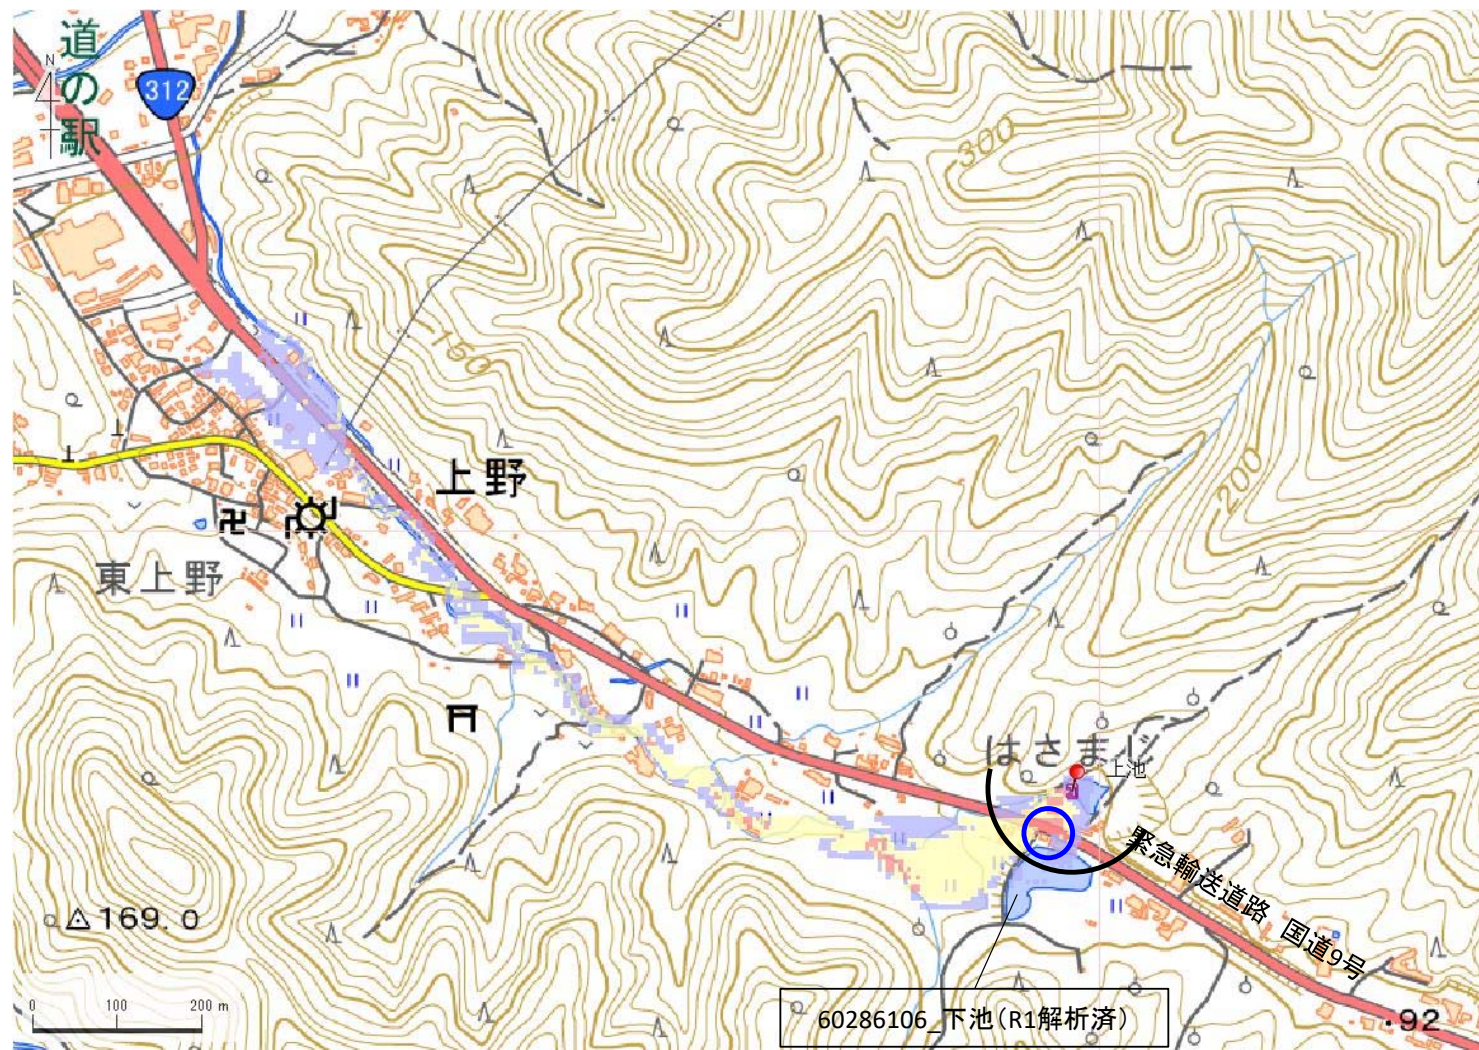 道の駅
N
312
300
150
200
上野
東上野
はさまじ
上池
緊急輸送道路 国道9号
169.0
0 100 200 m
60286106_下池(R1解析済)
・92